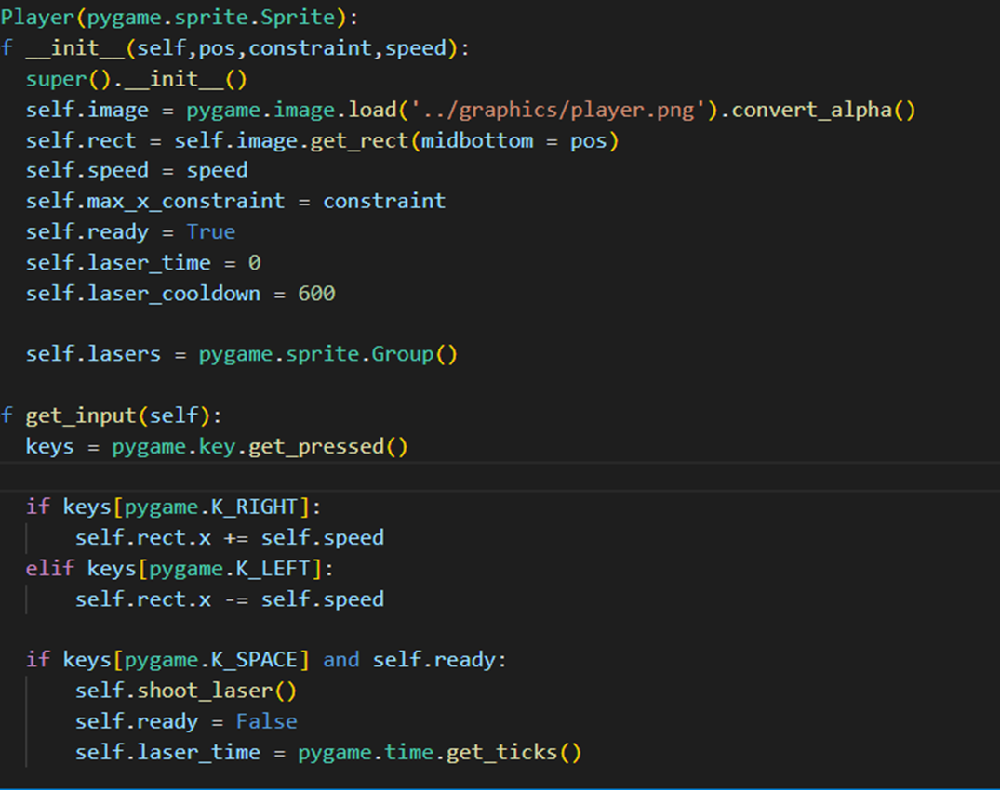 Player(pygame.sprite.Sprite):
f __init__(self,pos,constraint,speed):
super().__init__()
self.image = pygame.image.load('../graphics/player.png').convert_alpha()
self.rect = self.image.get_rect(midbottom = pos)
self.speed = speed
self.max_x_constraint = constraint
self.ready = True
self.laser_time = 0
self.laser_cooldown = 600
self.lasers = pygame.sprite.Group()
f get_input(self):
keys = pygame.key.get_pressed()
if keys[pygame.K_RIGHT]:
self.rect.x += self.speed
elif keys[pygame.K_LEFT]:
self.rect.x -= self.speed
if keys[pygame.K_SPACE] and self.ready:
self.shoot_laser()
self.ready = False
self.laser_time = pygame.time.get_ticks()